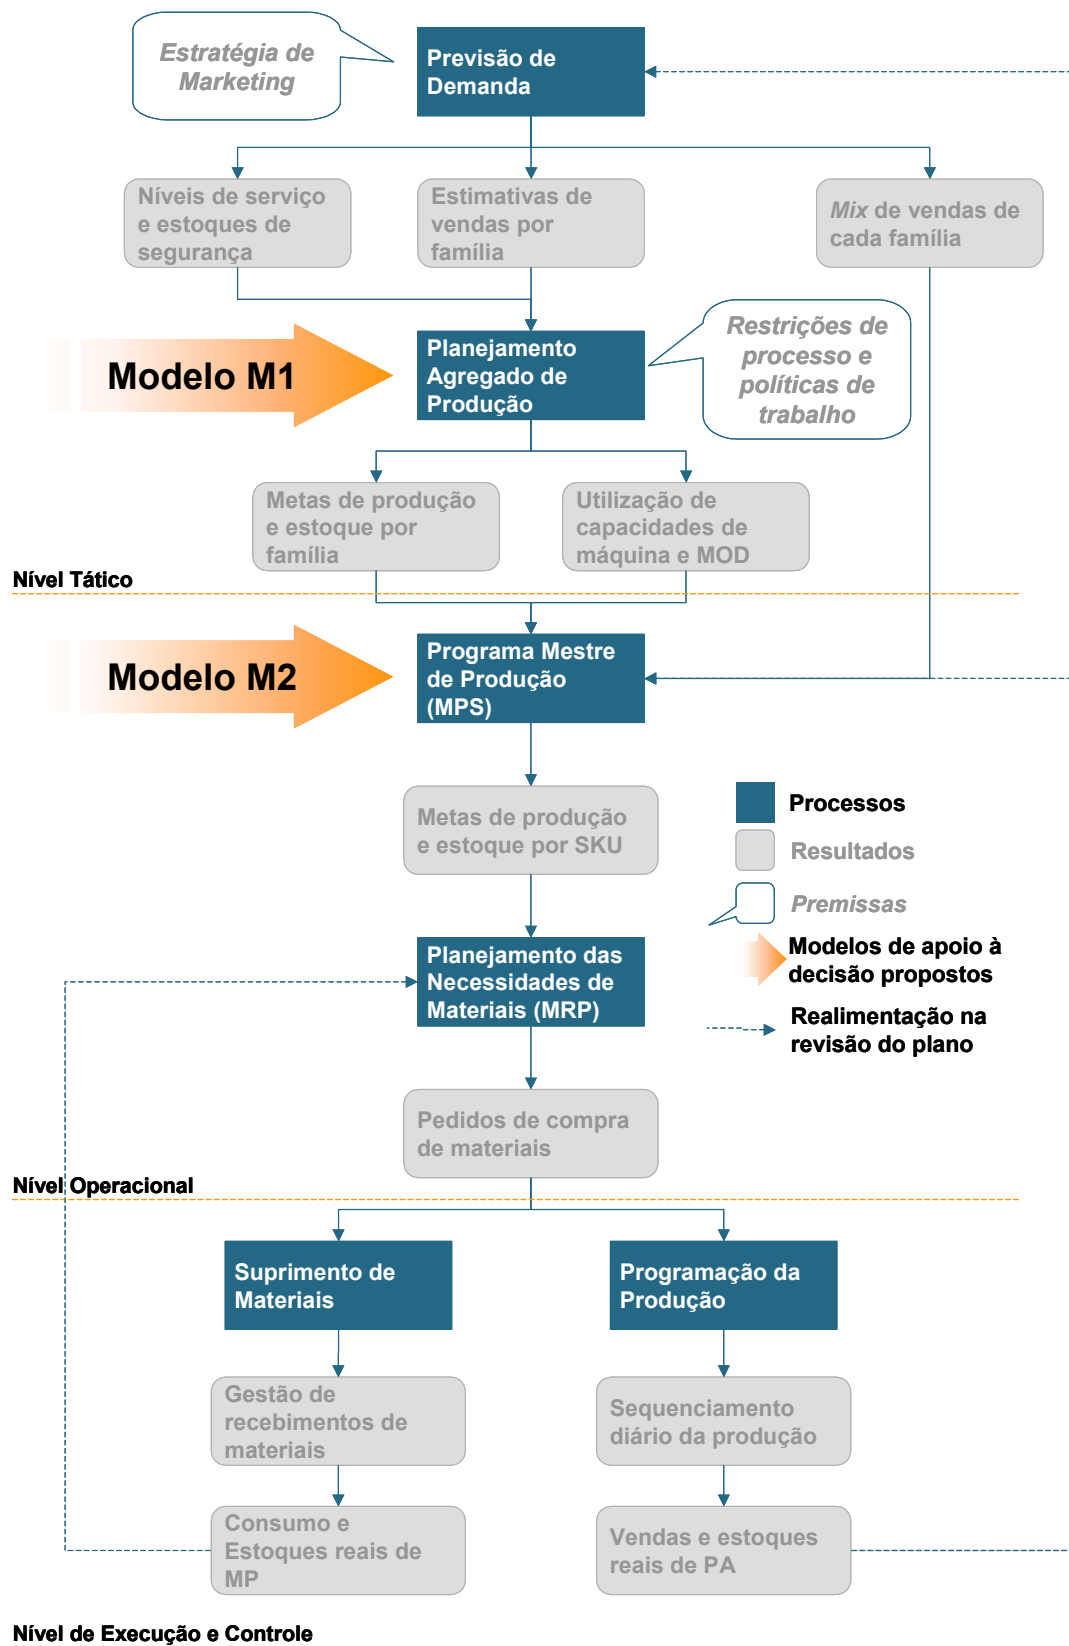 Estratégia de
Marketing
Previsão de
Demanda
Níveis de serviço
e estoques de
segurança
Estimativas de
vendas por
família
Mix de vendas de
cada família
Modelo M1
Planejamento
Agregado de
Produção
Restrições de
processo e
políticas de
trabalho
Metas de produção
e estoque por
família
Utilização de
capacidades de
máquina e MOD
Nível Tático
Modelo M2
Programa Mestre
de Produção
(MPS)
Metas de produção
e estoque por SKU
Processos
Resultados
Premissas
Modelos de apoio à
decisão propostos
Realimentação na
revisão do plano
Planejamento das
Necessidades de
Materiais (MRP)
Pedidos de compra
de materiais
Nível Operacional
Suprimento de
Materiais
Programação da
Produção
Gestão de
recebimentos de
materiais
Sequenciamento
diário da produção
Consumo e
Estoques reais de
MP
Vendas e estoques
reais de PA
Nível de Execução e Controle